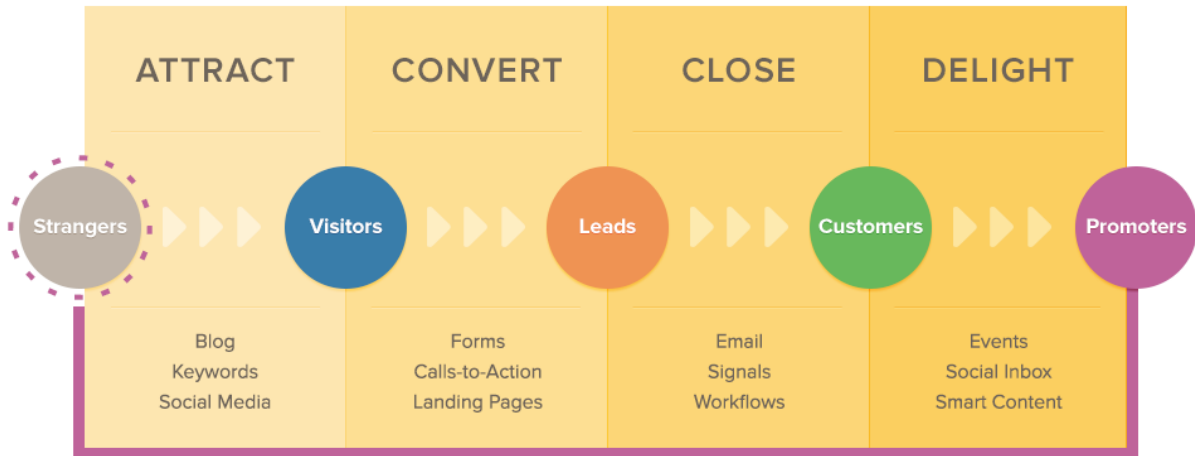 ATTRACT
CONVERT
CLOSE
DELIGHT
Strangers
Visitors
Leads
Customers
Promoters
Blog
Keywords
Social Media
Forms
Calls-to-Action
Landing Pages
Email
Signals
Workflows
Events
Social Inbox
Smart Content